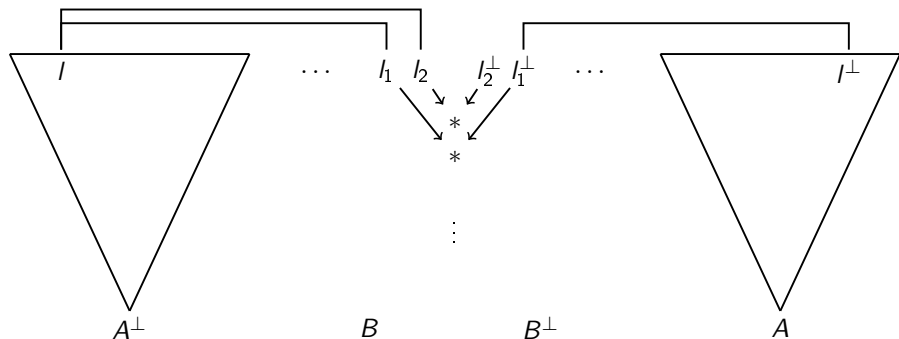 l ⋯ l₁ l₂ l₂^⊥ l₁^⊥ ⋯ l^⊥
*
*
⋮
A^⊥ B B^⊥ A